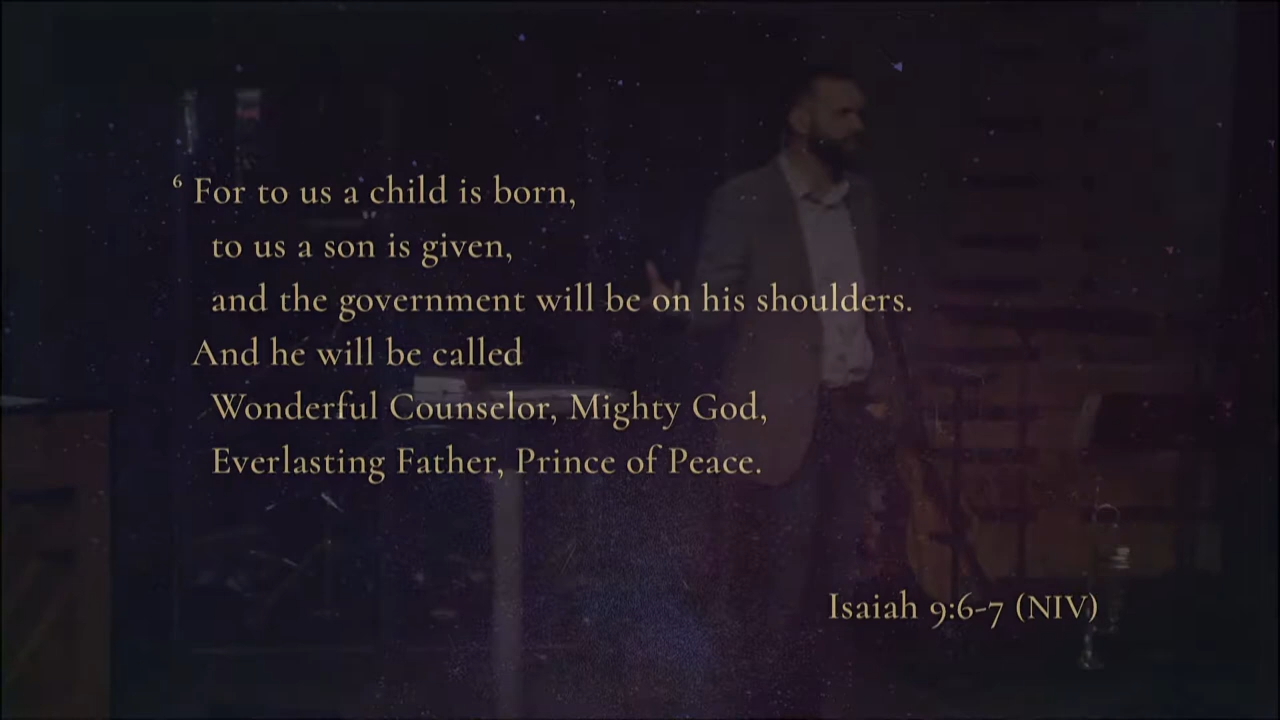 ⁶ For to us a child is born,
to us a son is given,
and the government will be on his shoulders.
And he will be called
Wonderful Counselor, Mighty God,
Everlasting Father, Prince of Peace.
Isaiah 9:6-7 (NIV)